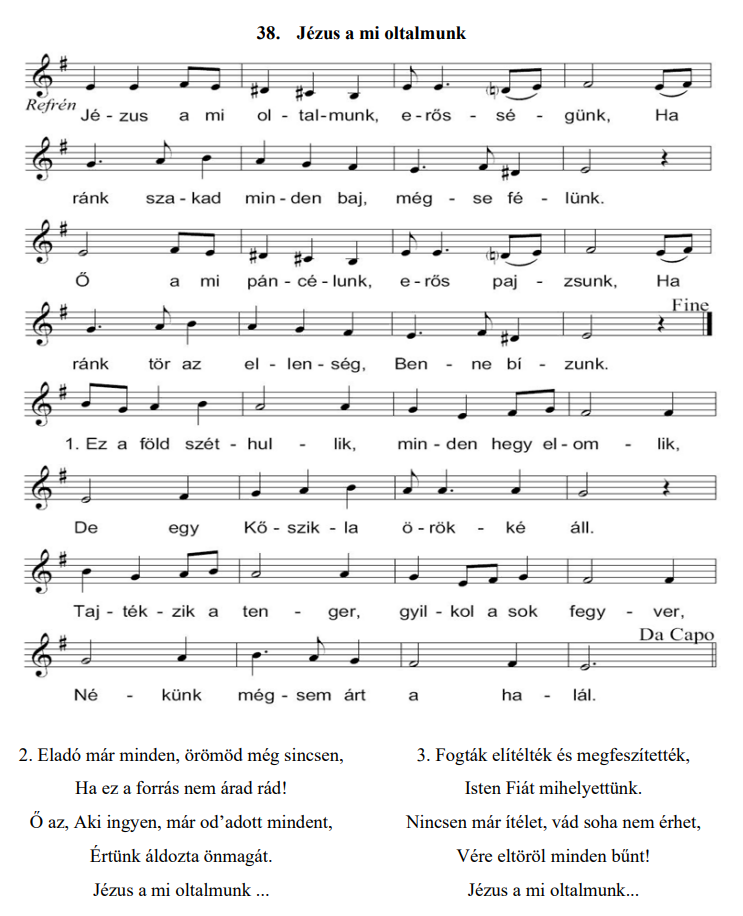 38. Jézus a mi oltalmunk
Refrén
Jé - zus a mi ol - tal-munk, e-rős - sé - günk, Ha
ránk sza - kad min - den baj, még - se fé - lünk.
Ő a mi pán - cé - lunk, e-rős paj - zsunk, Ha
Fine
ránk tör az el - len - ség, Ben - ne bí - zunk.
1. Ez a föld szét - hul - lik, min - den hegy el - om - lik,
De egy Kő - szik - la ö - rök - ké áll.
Taj - ték - zik a ten - ger, gyil - kol a sok fegy - ver,
Da Capo
Né - künk még - sem árt a ha - lál.
2. Eladó már minden, örömöd még sincsen,
Ha ez a forrás nem árad rád!
Ő az, Aki ingyen, már od’adott mindent,
Értünk áldozta önmagát.
Jézus a mi oltalmunk ...
3. Fogták elítélték és megfeszítették,
Isten Fiát mihelyettünk.
Nincsen már ítélet, vád soha nem érhet,
Vére eltöröl minden bűnt!
Jézus a mi oltalmunk...